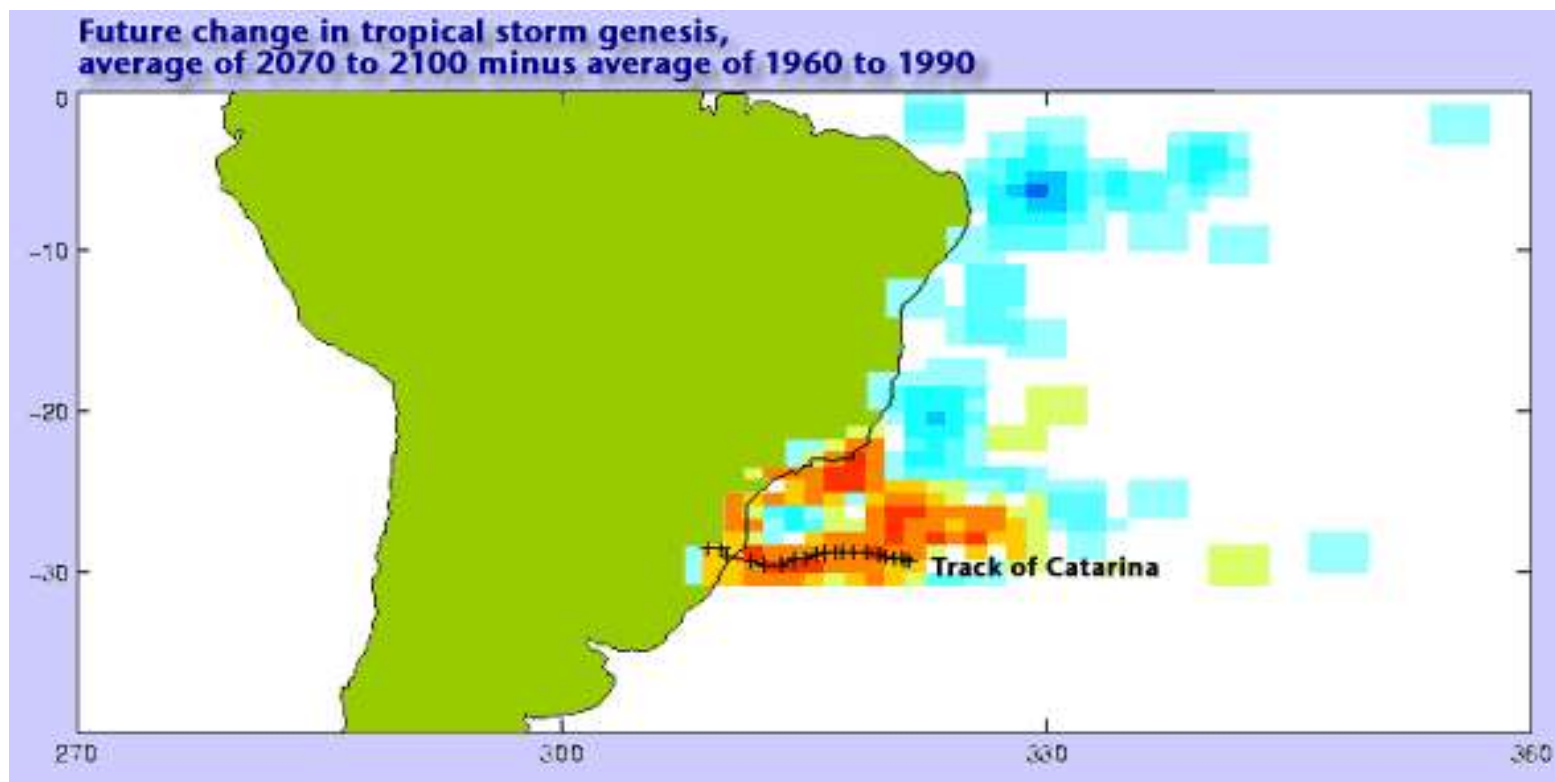 Future change in tropical storm genesis,
average of 2070 to 2100 minus average of 1960 to 1990
0
-10
-20
-30
Track of Catarina
270
300
330
360